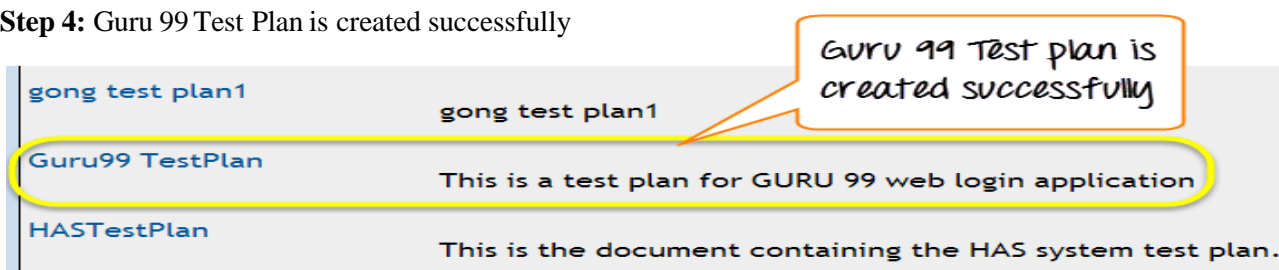 Step 4: Guru 99 Test Plan is created successfully
Guru 99 Test plan is
created successfully
gong test plan1
gong test plan1
Guru99 TestPlan
This is a test plan for GURU 99 web login application
HASTestPlan
This is the document containing the HAS system test plan.